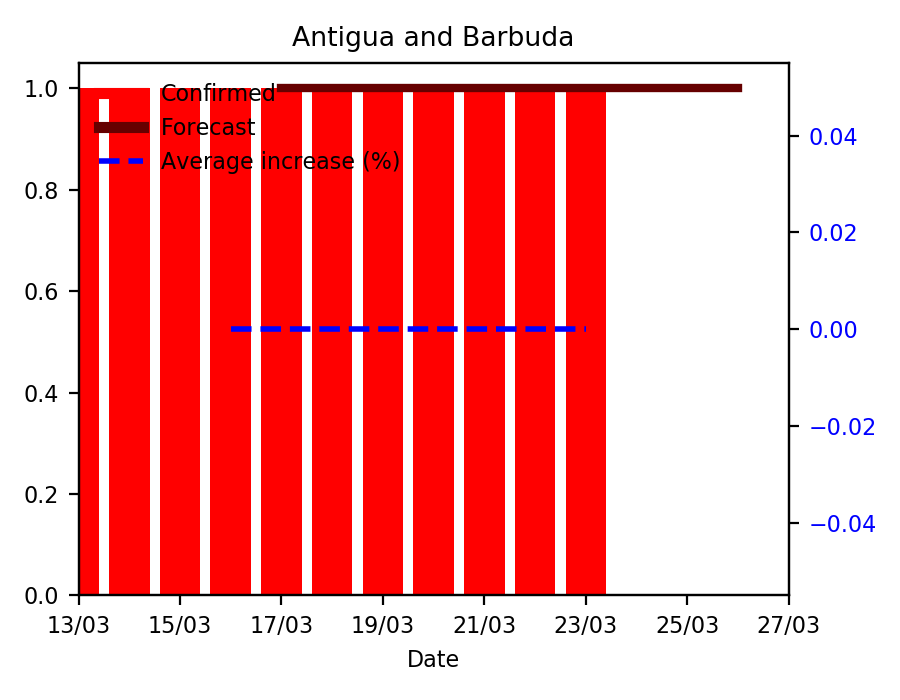 Antigua and Barbuda
1.0
0.8
0.6
0.4
0.2
0.0
Confirmed
Forecast
Average increase (%)
0.04
0.02
0.00
−0.02
−0.04
13/03 15/03 17/03 19/03 21/03 23/03 25/03 27/03
Date